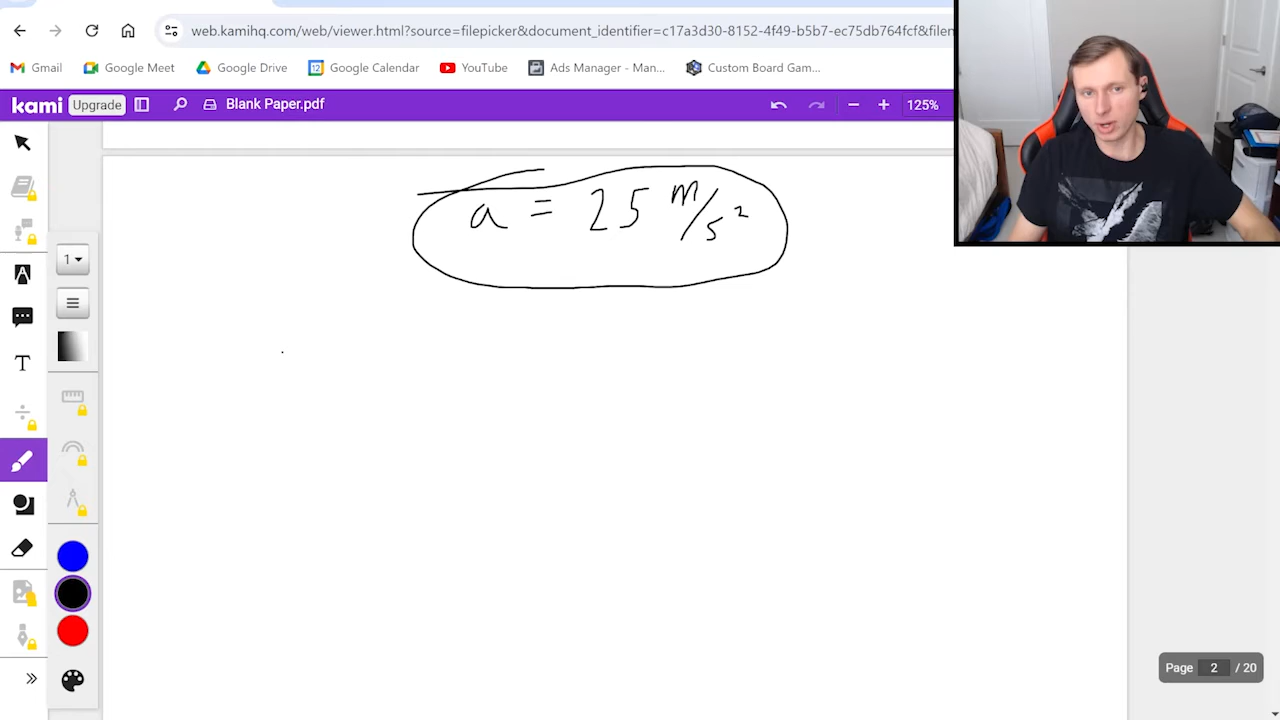 web.kamihq.com/web/viewer.html?source=filepicker&document_identifier=c17a3d30-8152-4f49-b5b7-ec75db764fcf&filen
Gmail Google Meet Google Drive 12 Google Calendar YouTube Ads Manager - Man... Custom Board Gam...
kami Upgrade Blank Paper.pdf 125%
a = 25 m/s²
1
A
T
Page 2 / 20